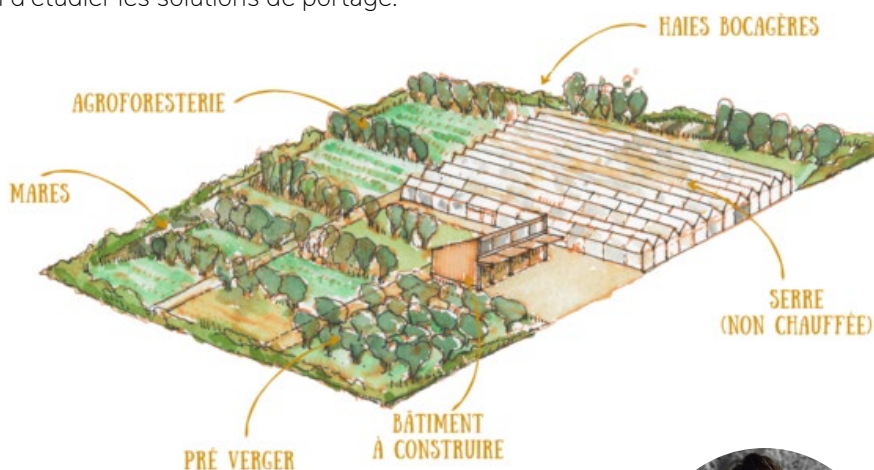 d'étudier les solutions de portage.
HAIES BOCAGÈRES
AGROFORESTERIE
MARES
SERRE
(NON CHAUFFÉE)
BÂTIMENT
À CONSTRUIRE
PRÉ VERGER